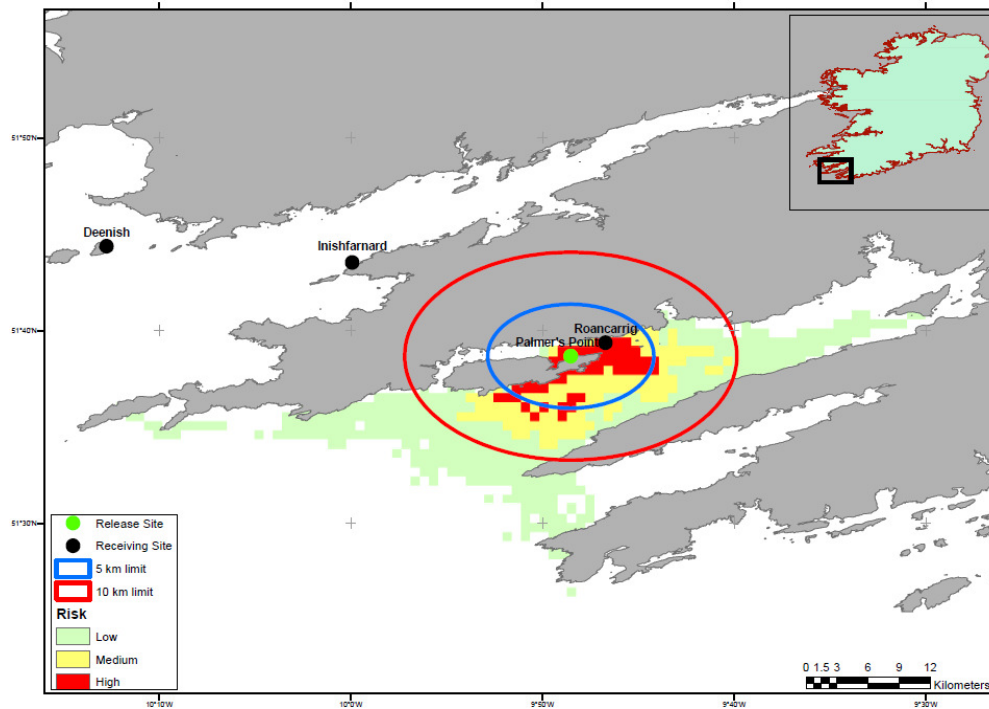 51°50'N
Deenish
Inishfarnard
51°40'N
Roancarrig
Palmer's Point
51°30'N
Release Site
Receiving Site
5 km limit
10 km limit
Risk
Low
Medium
High
0 1.5 3 6 9 12
Kilometers
10°10'W 10°0'W 9°50'W 9°40'W 9°30'W